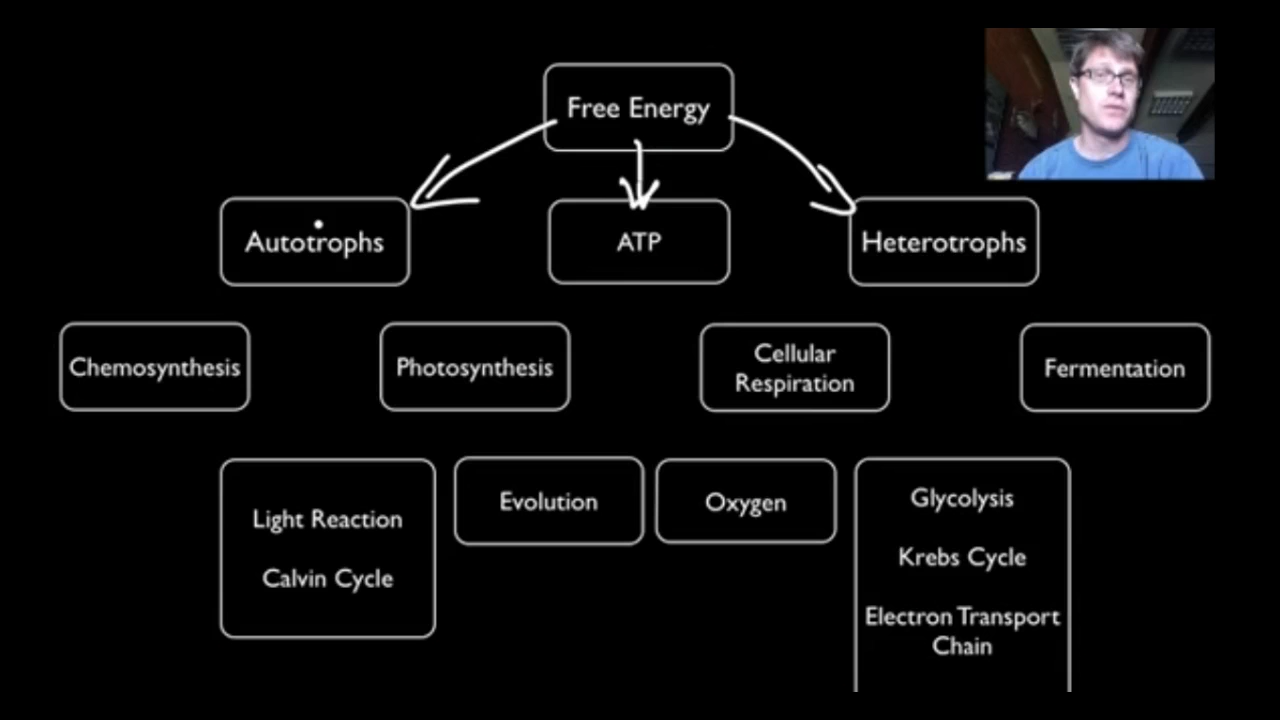 Free Energy
Autotrophs
ATP
Heterotrophs
Chemosynthesis
Photosynthesis
Cellular
Respiration
Fermentation
Light Reaction
Calvin Cycle
Evolution
Oxygen
Glycolysis
Krebs Cycle
Electron Transport
Chain